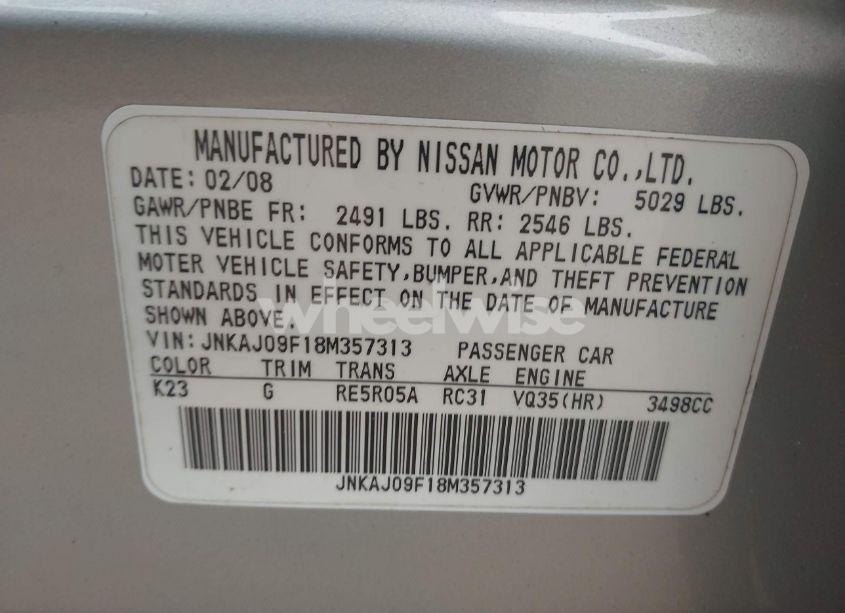 MANUFACTURED BY NISSAN MOTOR CO.,LTD.
DATE: 02/08 GVWR/PNBV: 5029 LBS.
GAWR/PNBE FR: 2491 LBS. RR: 2546 LBS.
THIS VEHICLE CONFORMS TO ALL APPLICABLE FEDERAL
MOTER VEHICLE SAFETY,BUMPER,AND THEFT PREVENTION
STANDARDS IN EFFECT ON THE DATE OF MANUFACTURE
SHOWN ABOVE.
wheelwise
VIN:JNKAJ09F18M357313 PASSENGER CAR
COLOR TRIM TRANS AXLE ENGINE
K23 G RE5R05A RC31 VQ35(HR) 3498CC
JNKAJ09F18M357313